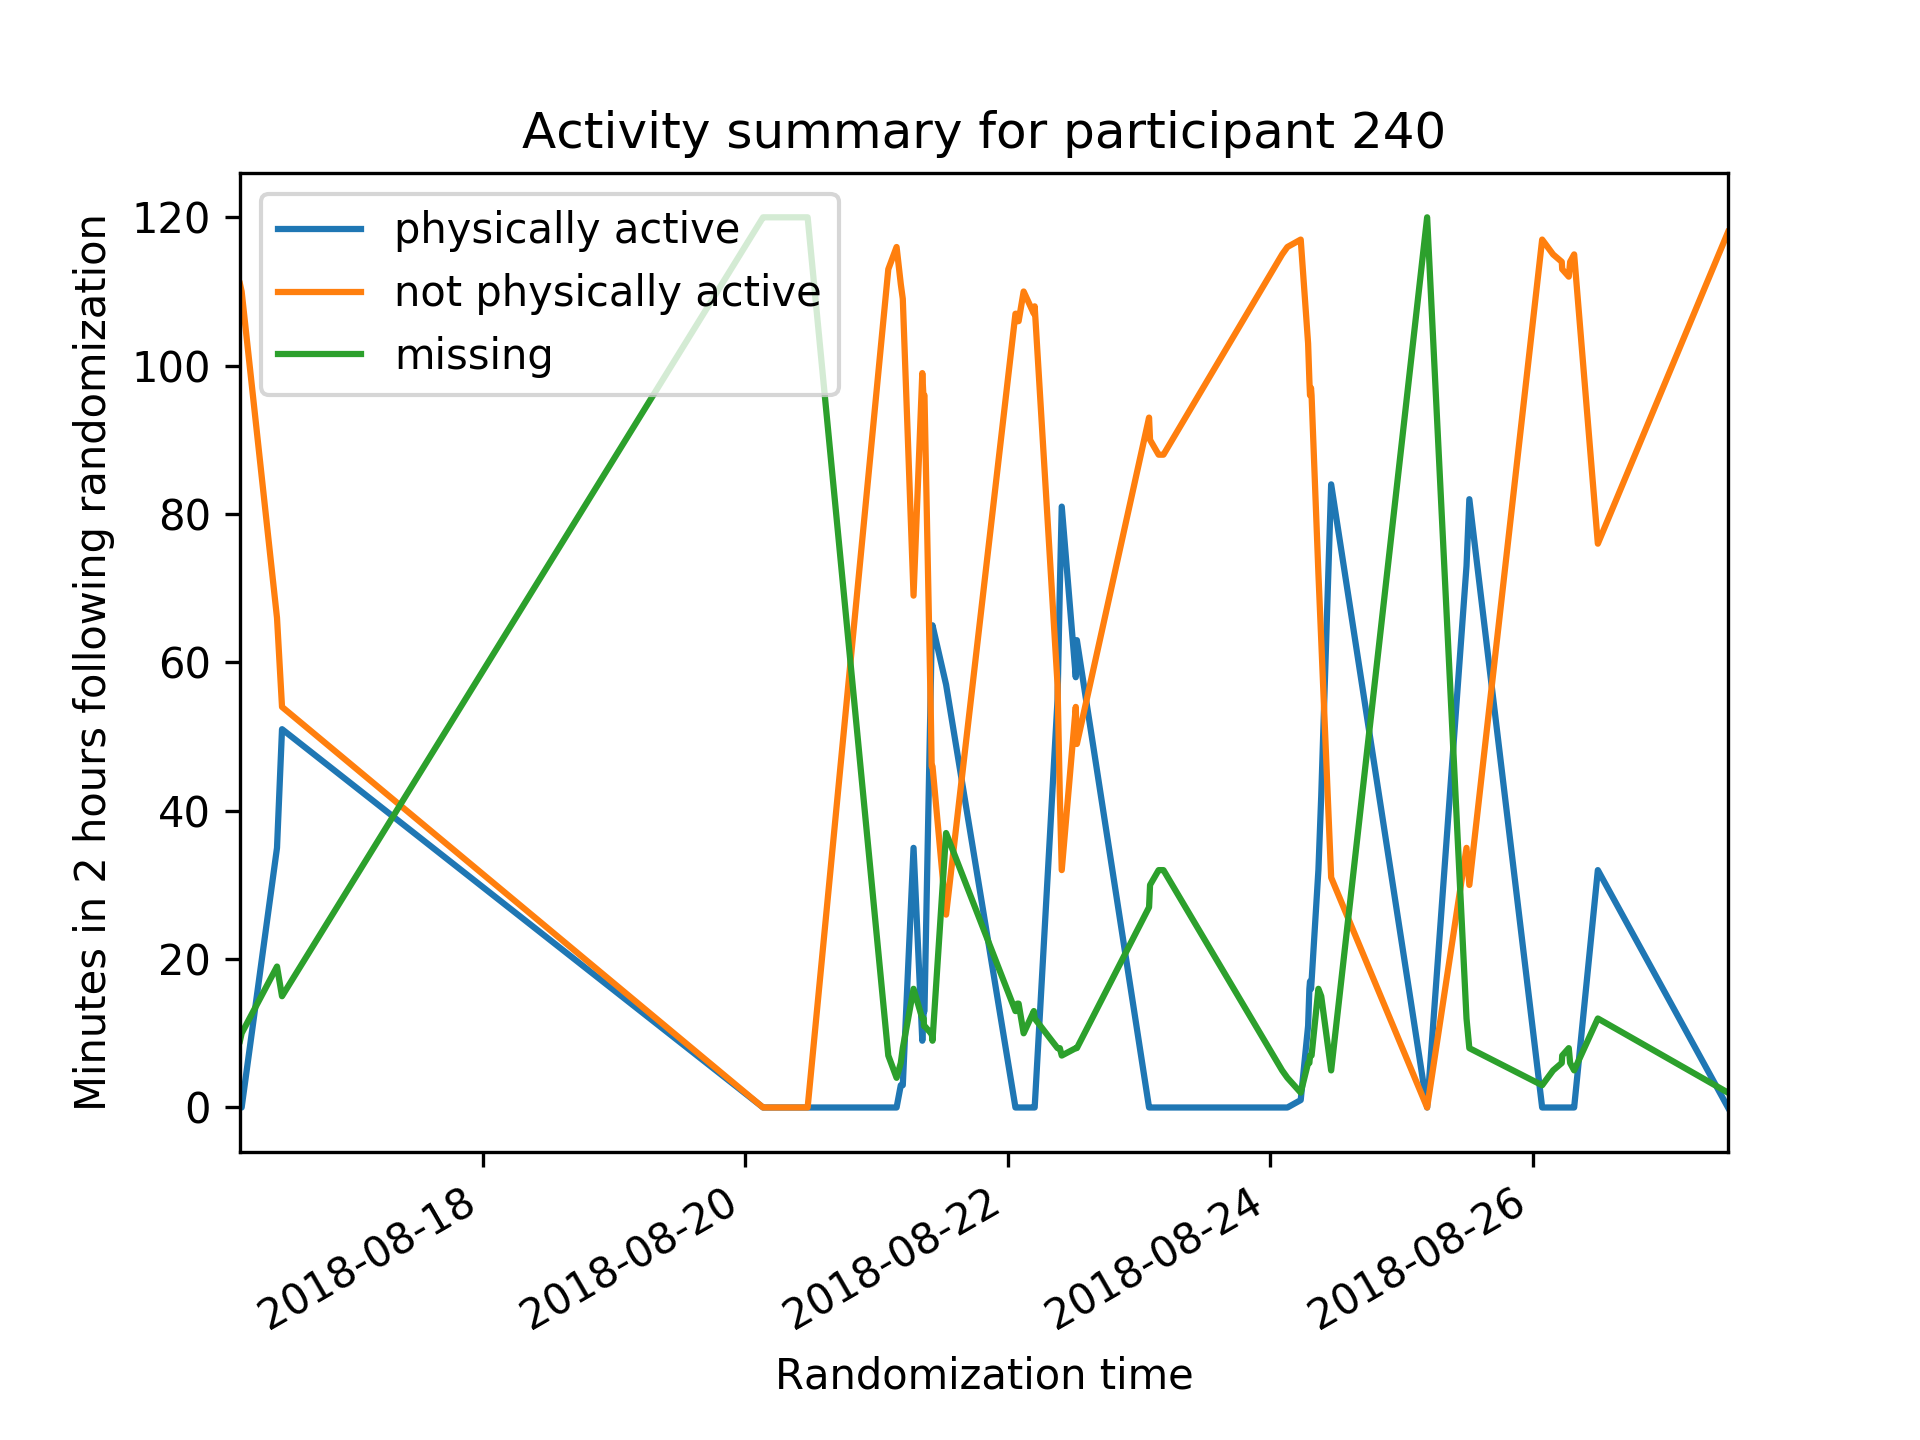 Activity summary for participant 240
Minutes in 2 hours following randomization
120
100
80
60
40
20
0
physically active
not physically active
missing
2018-08-18
2018-08-20
2018-08-22
2018-08-24
2018-08-26
Randomization time